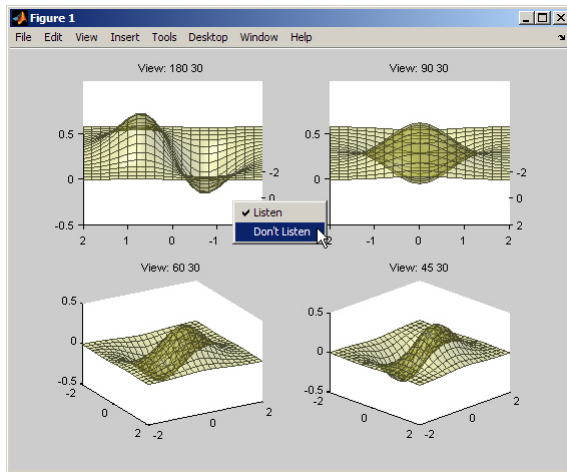 Figure 1
File Edit View Insert Tools Desktop Window Help
View: 180 30
View: 90 30
0.5
0
-0.5
2 1 0 -1
-2
0
Listen
Don't Listen
0.5
0
2 -1 0 1 2
-2
0
2
View: 60 30
View: 45 30
0.5
0
-0.5
-2
0
2
-2
0
2
0.5
0
-0.5
-2
0
2
-2
0
2